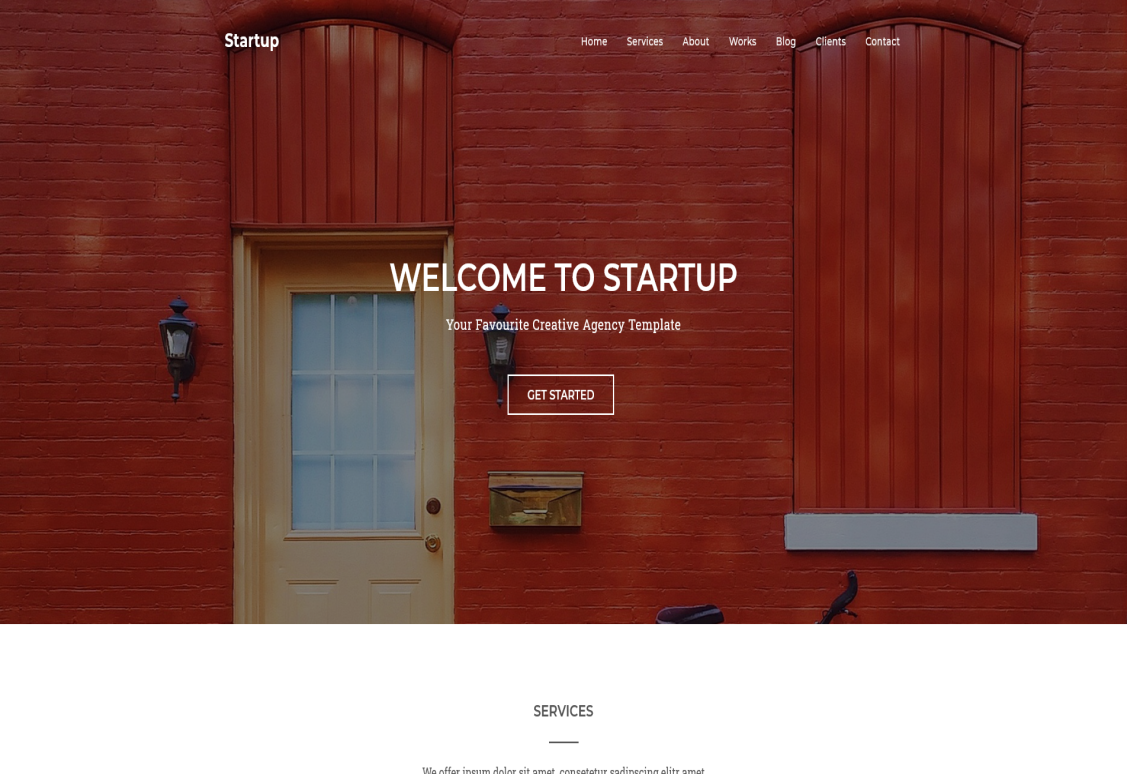 Startup
Home Services About Works Blog Clients Contact
WELCOME TO STARTUP
Your Favourite Creative Agency Template
GET STARTED
SERVICES
We offer ipsum dolor sit amet, consetetur sadipscing elitr amet